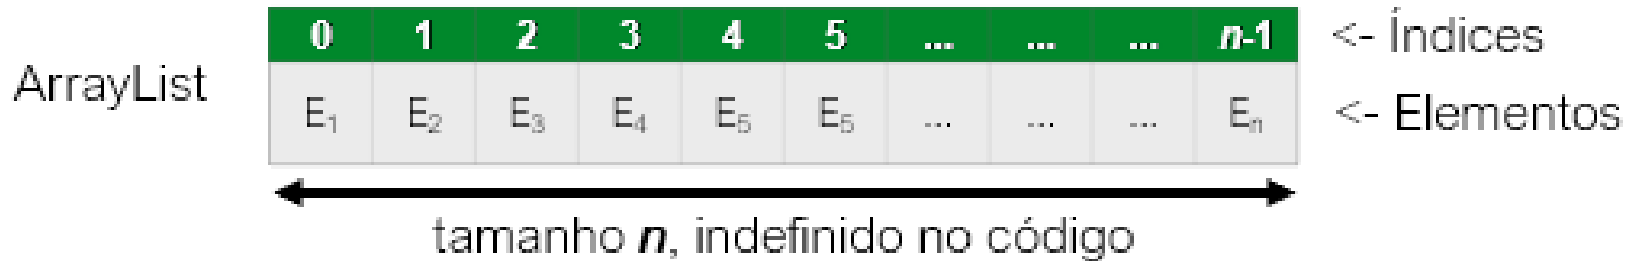 0 1 2 3 4 5 ... ... ... n-1 <- Índices
ArrayList
E1 E2 E3 E4 E5 E5 ... ... ... En <- Elementos
tamanho n, indefinido no código